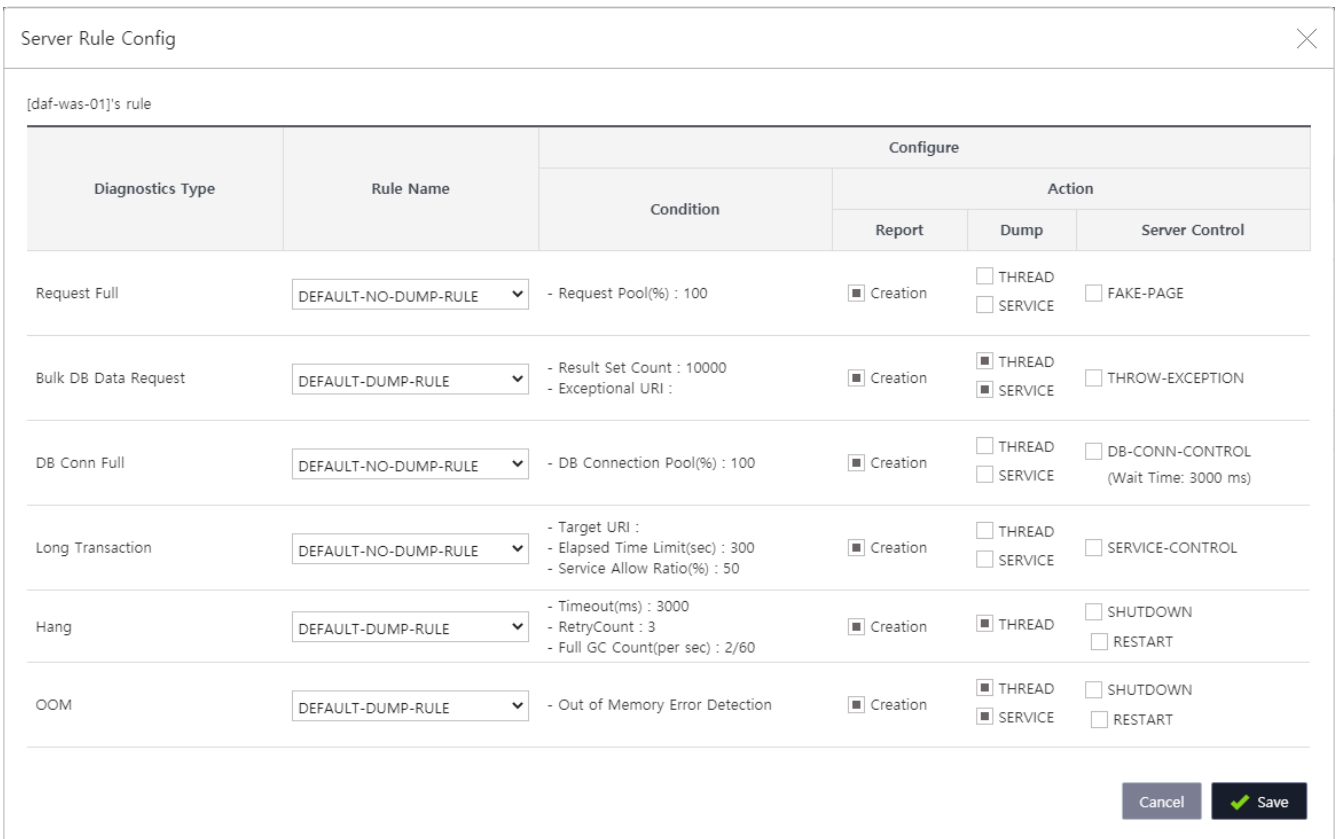 Server Rule Config
[daf-was-01]'s rule
Diagnostics Type
Rule Name
Configure
Condition
Action
Report
Dump
Server Control
Request Full
DEFAULT-NO-DUMP-RULE
- Request Pool(%) : 100
Creation
THREAD
SERVICE
FAKE-PAGE
Bulk DB Data Request
DEFAULT-DUMP-RULE
- Result Set Count : 10000
- Exceptional URI :
Creation
THREAD
SERVICE
THROW-EXCEPTION
DB Conn Full
DEFAULT-NO-DUMP-RULE
- DB Connection Pool(%) : 100
Creation
THREAD
SERVICE
DB-CONN-CONTROL
(Wait Time: 3000 ms)
Long Transaction
DEFAULT-NO-DUMP-RULE
- Target URI :
- Elapsed Time Limit(sec) : 300
- Service Allow Ratio(%) : 50
Creation
THREAD
SERVICE
SERVICE-CONTROL
Hang
DEFAULT-DUMP-RULE
- Timeout(ms) : 3000
- RetryCount : 3
- Full GC Count(per sec) : 2/60
Creation
THREAD
SHUTDOWN
RESTART
OOM
DEFAULT-DUMP-RULE
- Out of Memory Error Detection
Creation
THREAD
SERVICE
SHUTDOWN
RESTART
Cancel
Save